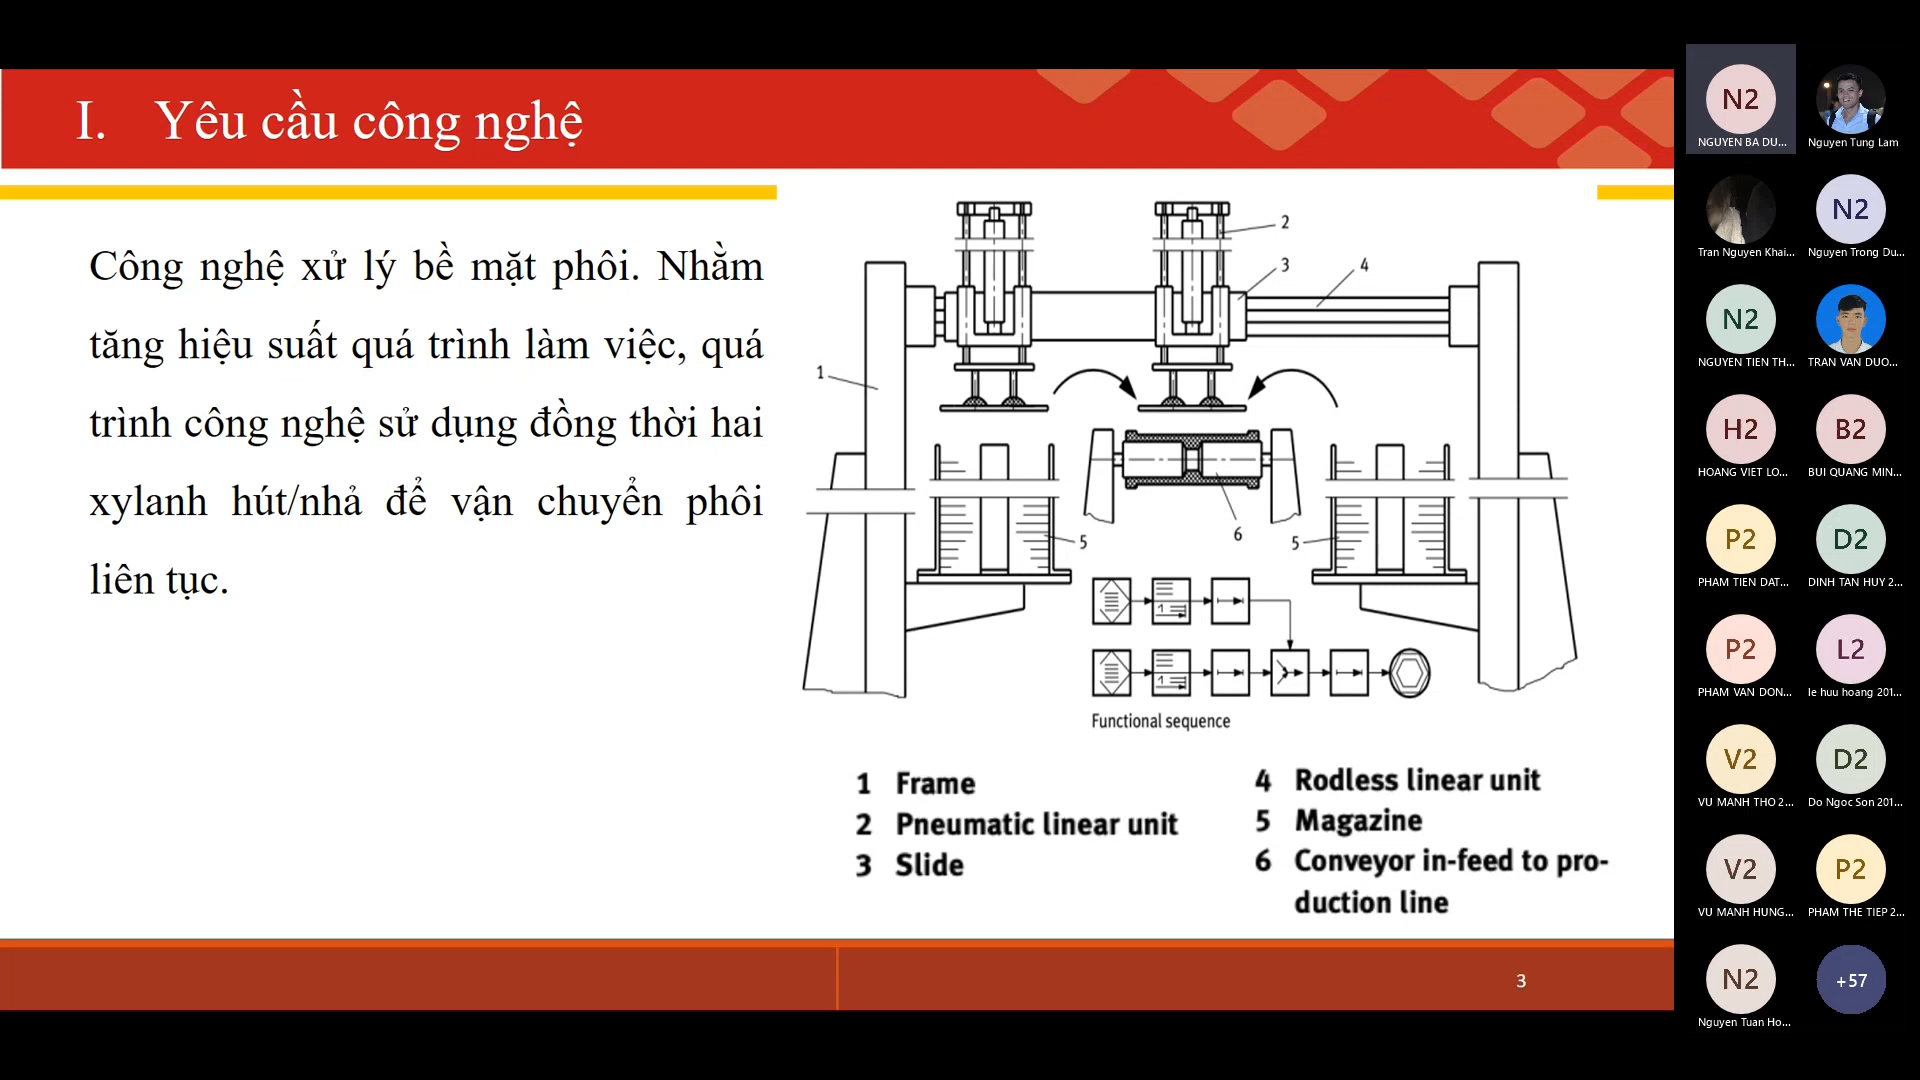 I. Yêu cầu công nghệ
Công nghệ xử lý bề mặt phôi. Nhằm
tăng hiệu suất quá trình làm việc, quá
trình công nghệ sử dụng đồng thời hai
xylanh hút/nhả để vận chuyển phôi
liên tục.
2
3
4
1
5
6
5
1
1
Functional sequence
1 Frame
2 Pneumatic linear unit
3 Slide
4 Rodless linear unit
5 Magazine
6 Conveyor in-feed to pro-
duction line
3
N2
NGUYEN BA DU...
Nguyen Tung Lam
Tran Nguyen Khai...
N2
Nguyen Trong Du...
N2
NGUYEN TIEN TH...
TRAN VAN DUO...
H2
HOANG VIET LO...
B2
BUI QUANG MIN...
P2
PHAM TIEN DAT...
D2
DINH TAN HUY 2...
P2
PHAM VAN DON...
L2
le huu hoang 201...
V2
VU MANH THO 2...
D2
Do Ngoc Son 201...
V2
VU MANH HUNG...
P2
PHAM THE TIEP 2...
N2
Nguyen Tuan Ho...
+57